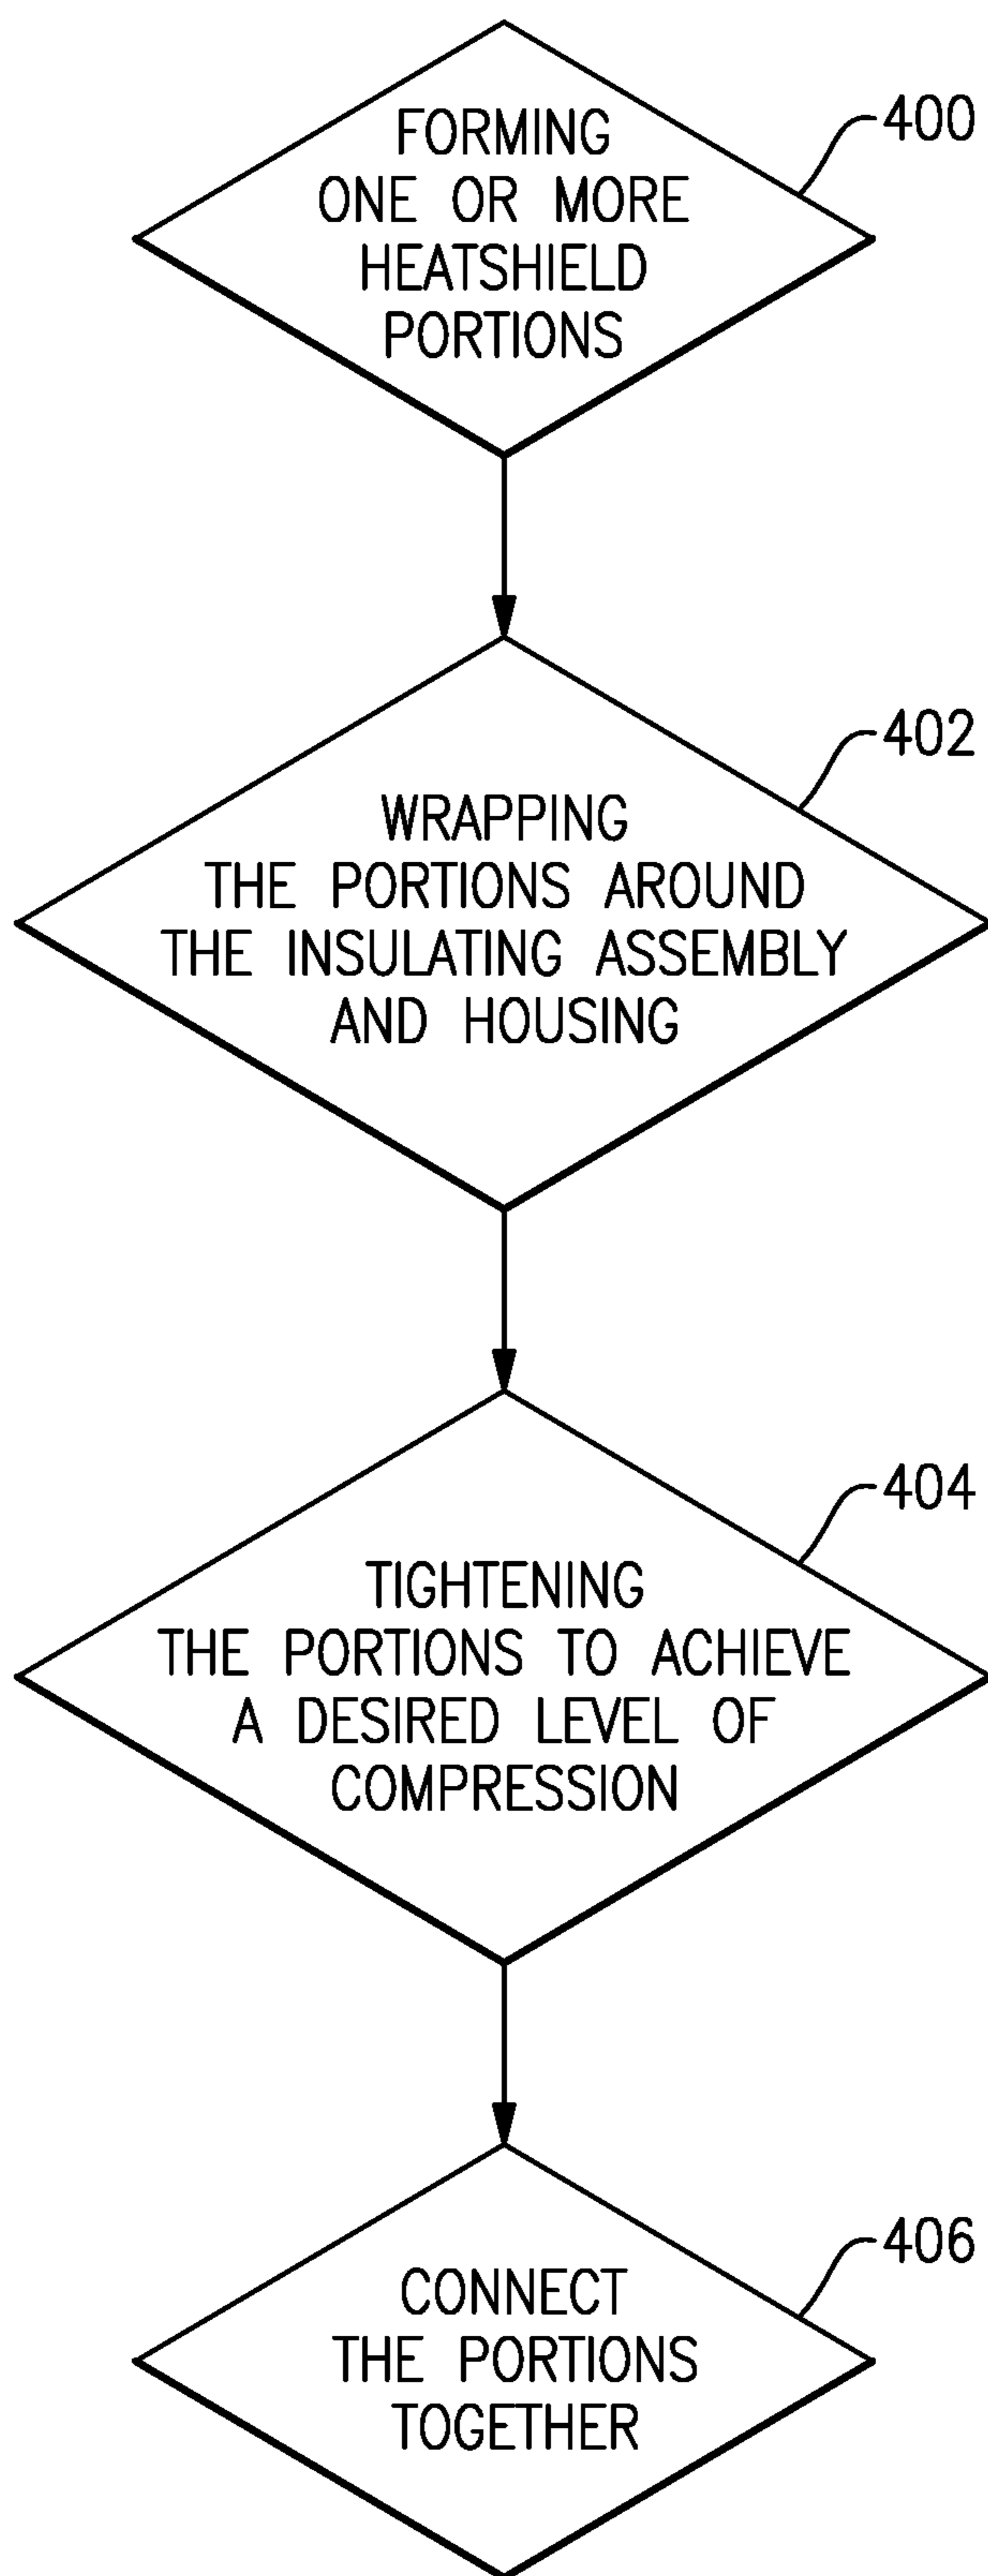 FORMING
ONE OR MORE
HEATSHIELD
PORTIONS
400
WRAPPING
THE PORTIONS AROUND
THE INSULATING ASSEMBLY
AND HOUSING
402
TIGHTENING
THE PORTIONS TO ACHIEVE
A DESIRED LEVEL OF
COMPRESSION
404
CONNECT
THE PORTIONS
TOGETHER
406